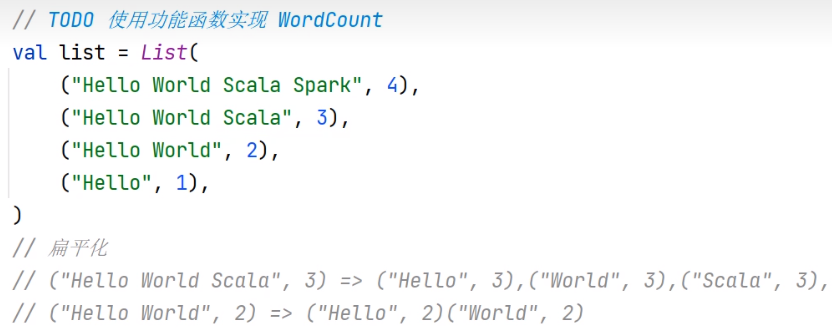 // TODO 使用功能函数实现 WordCount
val list = List(
("Hello World Scala Spark", 4),
("Hello World Scala", 3),
("Hello World", 2),
("Hello", 1),
)
// 扁平化
// ("Hello World Scala", 3) => ("Hello", 3),("World", 3),("Scala", 3),
// ("Hello World", 2) => ("Hello", 2)("World", 2)